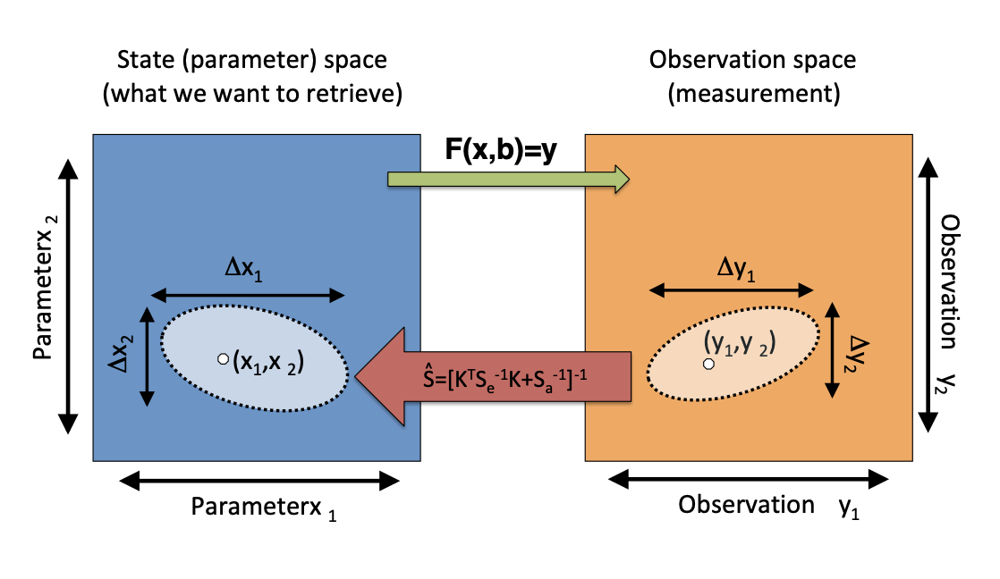 State (parameter) space
(what we want to retrieve)
Observation space
(measurement)
F(x,b)=y
Parameterx 2
Observation y2
Δx1
Δy1
Δx2
(x1,x 2)
Ŝ=[KᵀSe⁻¹K+Sa⁻¹]⁻¹
(y1,y 2)
Δy2
Parameterx 1
Observation y1